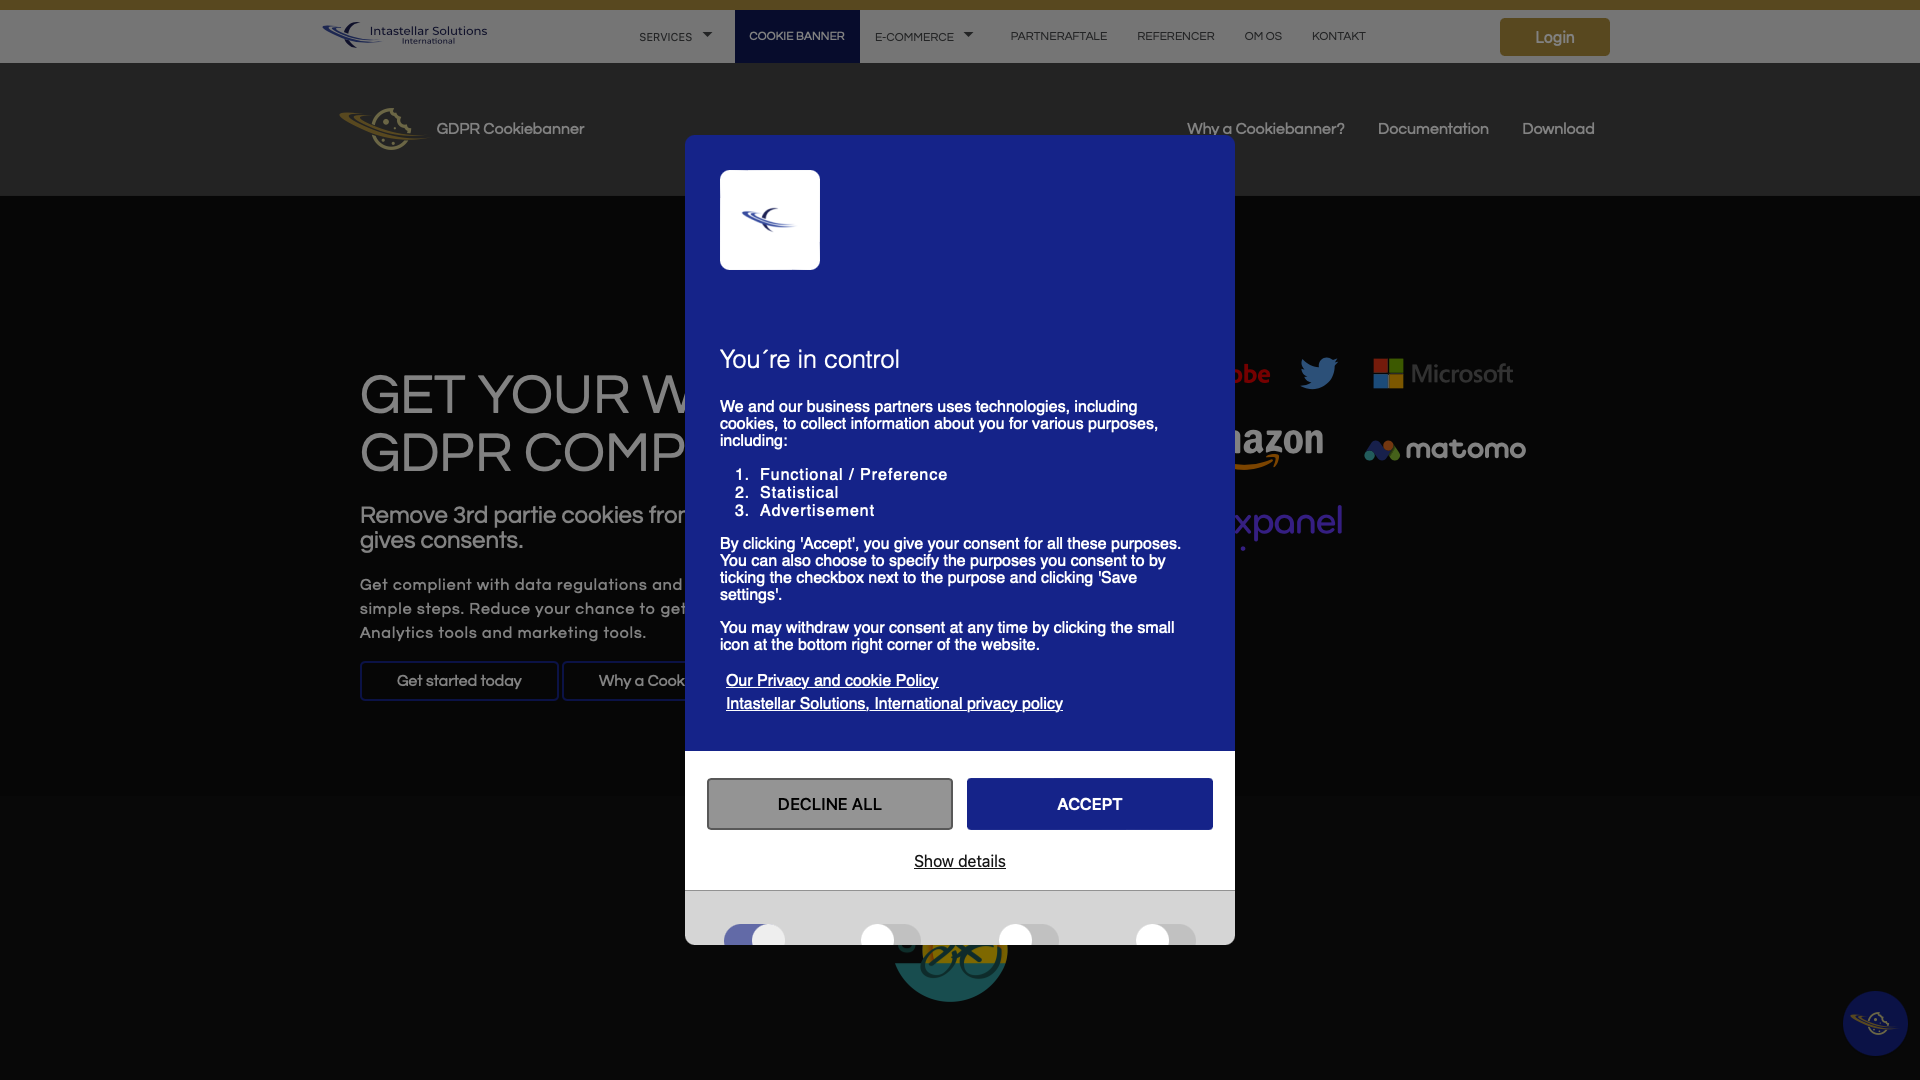 Intastellar Solutions
International
SERVICES
COOKIE BANNER
E-COMMERCE
PARTNERAFTALE
REFERENCER
OM OS
KONTAKT
Login
GDPR Cookiebanner
Why a Cookiebanner?
Documentation
Download
GET YOUR
GDPR
Remove 3rd partie cookies
gives consents.
Get compliant with data regulations and
simple steps. Reduce your chance to get
Analytics tools and marketing tools.
Get started today
Why a
Microsoft
matomo
You´re in control
We and our business partners uses technologies, including
cookies, to collect information about you for various purposes,
including:
1. Functional / Preference
2. Statistical
3. Advertisement
By clicking 'Accept', you give your consent for all these purposes.
You can also choose to specify the purposes you consent to by
ticking the checkbox next to the purpose and clicking 'Save
settings'.
You may withdraw your consent at any time by clicking the small
icon at the bottom right corner of the website.
Our Privacy and cookie Policy
Intastellar Solutions, International privacy policy
DECLINE ALL
ACCEPT
Show details